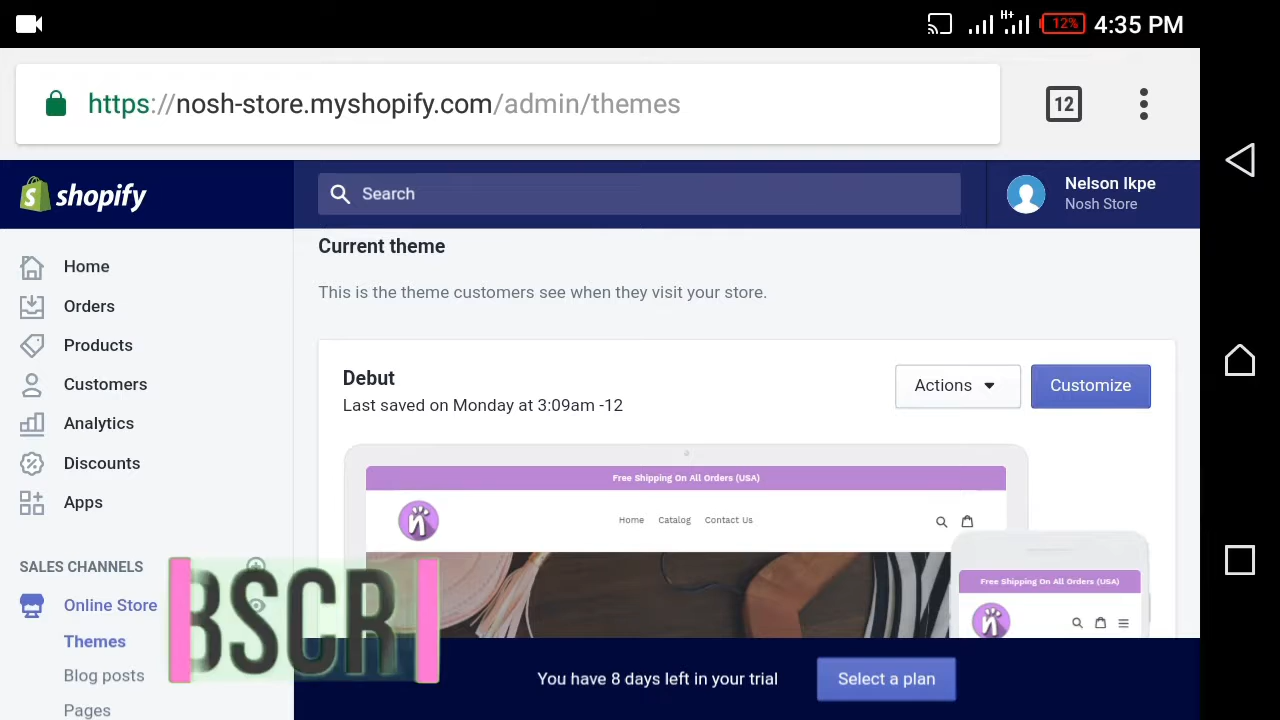 H+
12%
4:35 PM
https://nosh-store.myshopify.com/admin/themes
12
shopify
Search
Nelson Ikpe
Nosh Store
Home
Orders
Products
Customers
Analytics
Discounts
Apps
SALES CHANNELS
Online Store
Themes
Blog posts
Pages
Current theme
This is the theme customers see when they visit your store.
Debut
Last saved on Monday at 3:09am -12
Actions
Customize
Free Shipping On All Orders (USA)
n
Home Catalog Contact Us
Free Shipping On All Orders (USA)
n
BSCR
You have 8 days left in your trial
Select a plan